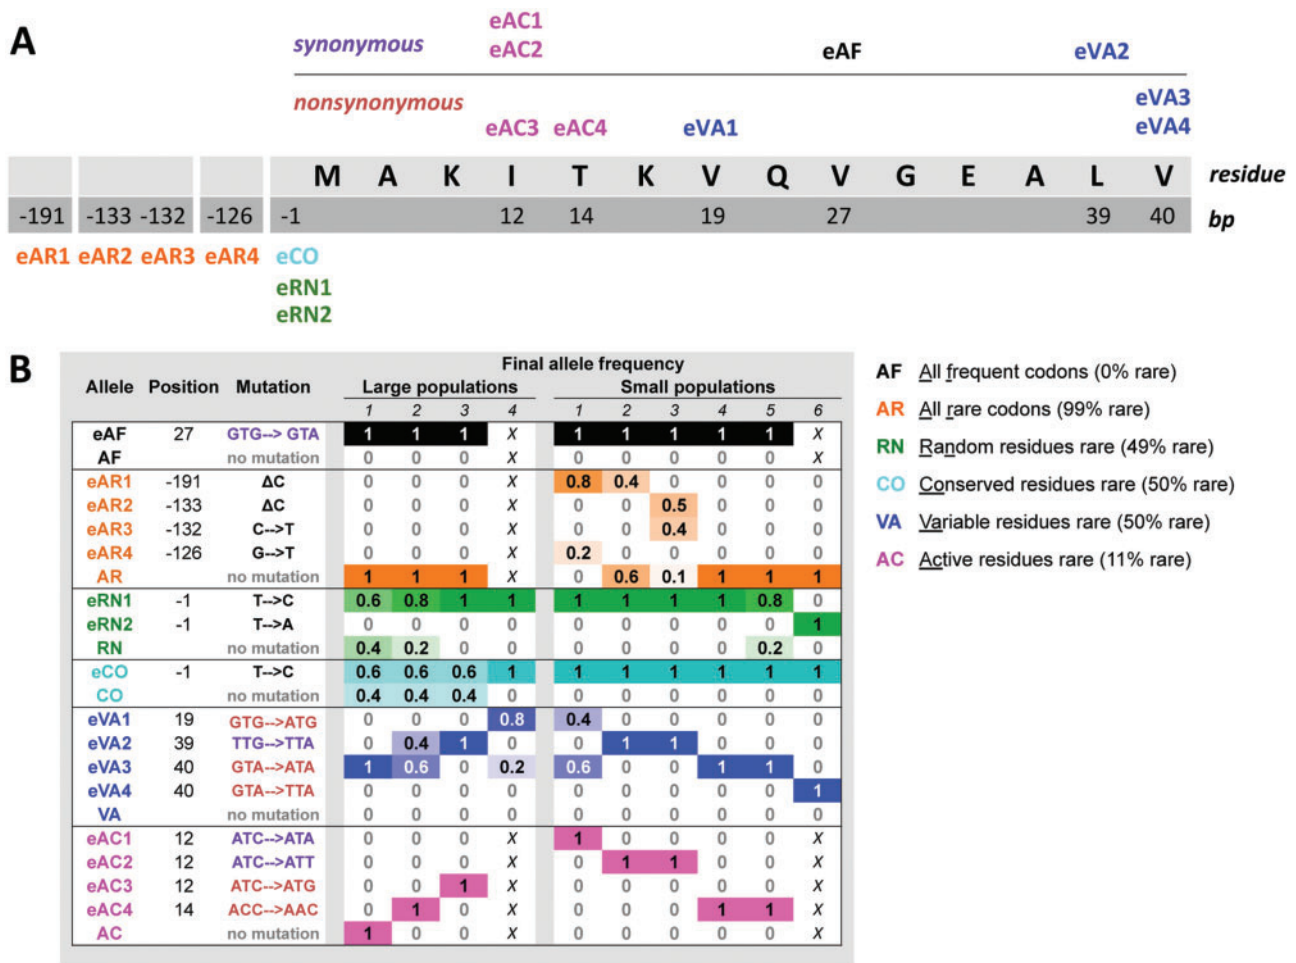 A
eAC1
synonymous eAC2 eAF eVA2
nonsynonymous eVA3
eAC3 eAC4 eVA1 eVA4
M A K I T K V Q V G E A L V residue
-191 -133 -132 -126 -1 12 14 19 27 39 40 bp
eAR1 eAR2 eAR3 eAR4 eCO
eRN1
eRN2
B
Final allele frequency
Allele Position Mutation Large populations Small populations
1 2 3 4 1 2 3 4 5 6
eAF 27 GTG--> GTA 1 1 1 X 1 1 1 1 1 X
AF no mutation 0 0 0 X 0 0 0 0 0 X
eAR1 -191 ΔC 0 0 0 X 0.8 0.4 0 0 0 0
eAR2 -133 ΔC 0 0 0 X 0 0 0.5 0 0 0
eAR3 -132 C-->T 0 0 0 X 0 0 0.4 0 0 0
eAR4 -126 G-->T 0 0 0 X 0.2 0 0 0 0 0
AR no mutation 1 1 1 X 0 0.6 0.1 1 1 1
eRN1 -1 T-->C 0.6 0.8 1 1 1 1 1 1 0.8 0
eRN2 -1 T-->A 0 0 0 0 0 0 0 0 0 1
RN no mutation 0.4 0.2 0 0 0 0 0 0 0.2 0
eCO -1 T-->C 0.6 0.6 0.6 1 1 1 1 1 1 1
CO no mutation 0.4 0.4 0.4 0 0 0 0 0 0 0
eVA1 19 GTG-->ATG 0 0 0 0.8 0.4 0 0 0 0 0
eVA2 39 TTG-->TTA 0 0.4 1 0 0 1 1 0 0 0
eVA3 40 GTA-->ATA 1 0.6 0 0.2 0.6 0 0 1 1 0
eVA4 40 GTA-->TTA 0 0 0 0 0 0 0 0 0 1
VA no mutation 0 0 0 0 0 0 0 0 0 0
eAC1 12 ATC-->ATA 0 0 0 X 1 0 0 0 0 X
eAC2 12 ATC-->ATT 0 0 0 X 0 1 1 0 0 X
eAC3 12 ATC-->ATG 0 0 1 X 0 0 0 0 0 X
eAC4 14 ACC-->AAC 0 1 0 X 0 0 0 1 1 X
AC no mutation 1 0 0 X 0 0 0 0 0 X
AF All frequent codons (0% rare)
AR All rare codons (99% rare)
RN Random residues rare (49% rare)
CO Conserved residues rare (50% rare)
VA Variable residues rare (50% rare)
AC Active residues rare (11% rare)